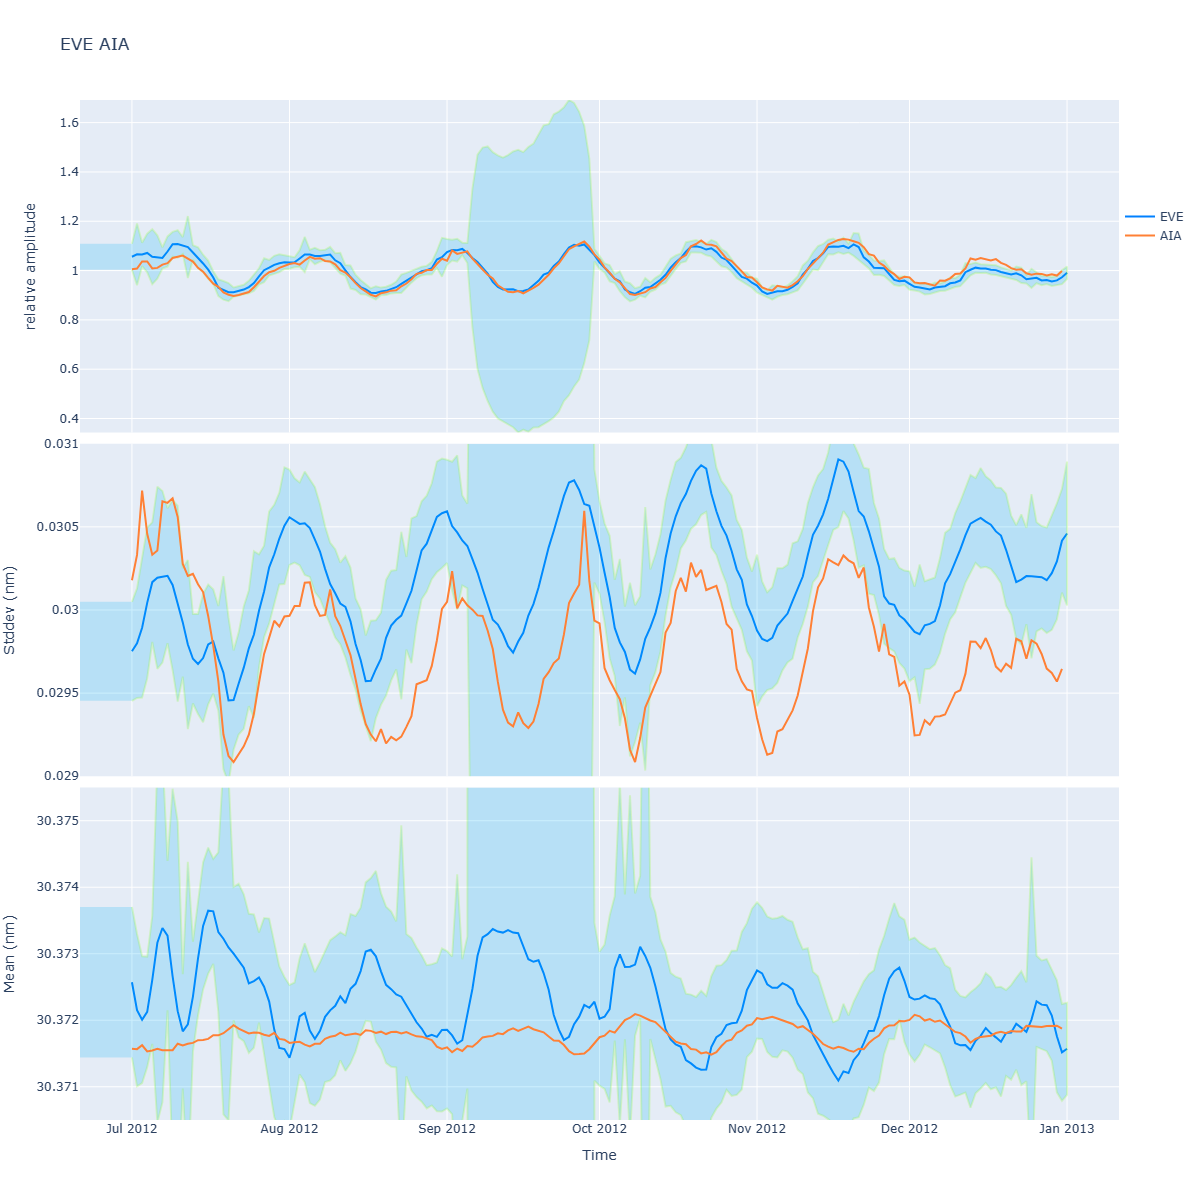 EVE AIA
relative amplitude
1.6
1.4
1.2
1
0.8
0.6
0.4
EVE
AIA
Stddev (nm)
0.031
0.0305
0.03
0.0295
0.029
Mean (nm)
30.375
30.374
30.373
30.372
30.371
Jul 2012
Aug 2012
Sep 2012
Oct 2012
Nov 2012
Dec 2012
Jan 2013
Time